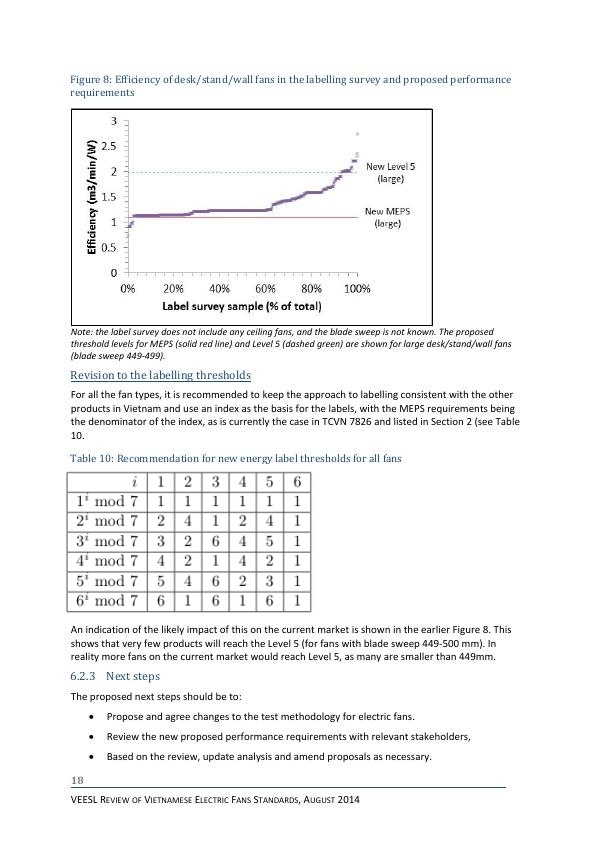 Figure 8: Efficiency of desk/stand/wall fans in the labelling survey and proposed performance
requirements
3
2.5
2
1.5
1
0.5
0
Efficiency (m3/min/W)
New Level 5
(large)
New MEPS
(large)
0% 20% 40% 60% 80% 100%
Label survey sample (% of total)
Note: the label survey does not include any ceiling fans, and the blade sweep is not known. The proposed
threshold levels for MEPS (solid red line) and Level 5 (dashed green) are shown for large desk/stand/wall fans
(blade sweep 449-499).
Revision to the labelling thresholds
For all the fan types, it is recommended to keep the approach to labelling consistent with the other
products in Vietnam and use an index as the basis for the labels, with the MEPS requirements being
the denominator of the index, as is currently the case in TCVN 7826 and listed in Section 2 (see Table
10.
Table 10: Recommendation for new energy label thresholds for all fans
i 1 2 3 4 5 6
1^i mod 7 1 1 1 1 1 1
2^i mod 7 2 4 1 2 4 1
3^i mod 7 3 2 6 4 5 1
4^i mod 7 4 2 1 4 2 1
5^i mod 7 5 4 6 2 3 1
6^i mod 7 6 1 6 1 6 1
An indication of the likely impact of this on the current market is shown in the earlier Figure 8. This
shows that very few products will reach the Level 5 (for fans with blade sweep 449-500 mm). In
reality more fans on the current market would reach Level 5, as many are smaller than 449mm.
6.2.3 Next steps
The proposed next steps should be to:
• Propose and agree changes to the test methodology for electric fans.
• Review the new proposed performance requirements with relevant stakeholders,
• Based on the review, update analysis and amend proposals as necessary.
18
VEESL REVIEW OF VIETNAMESE ELECTRIC FANS STANDARDS, AUGUST 2014